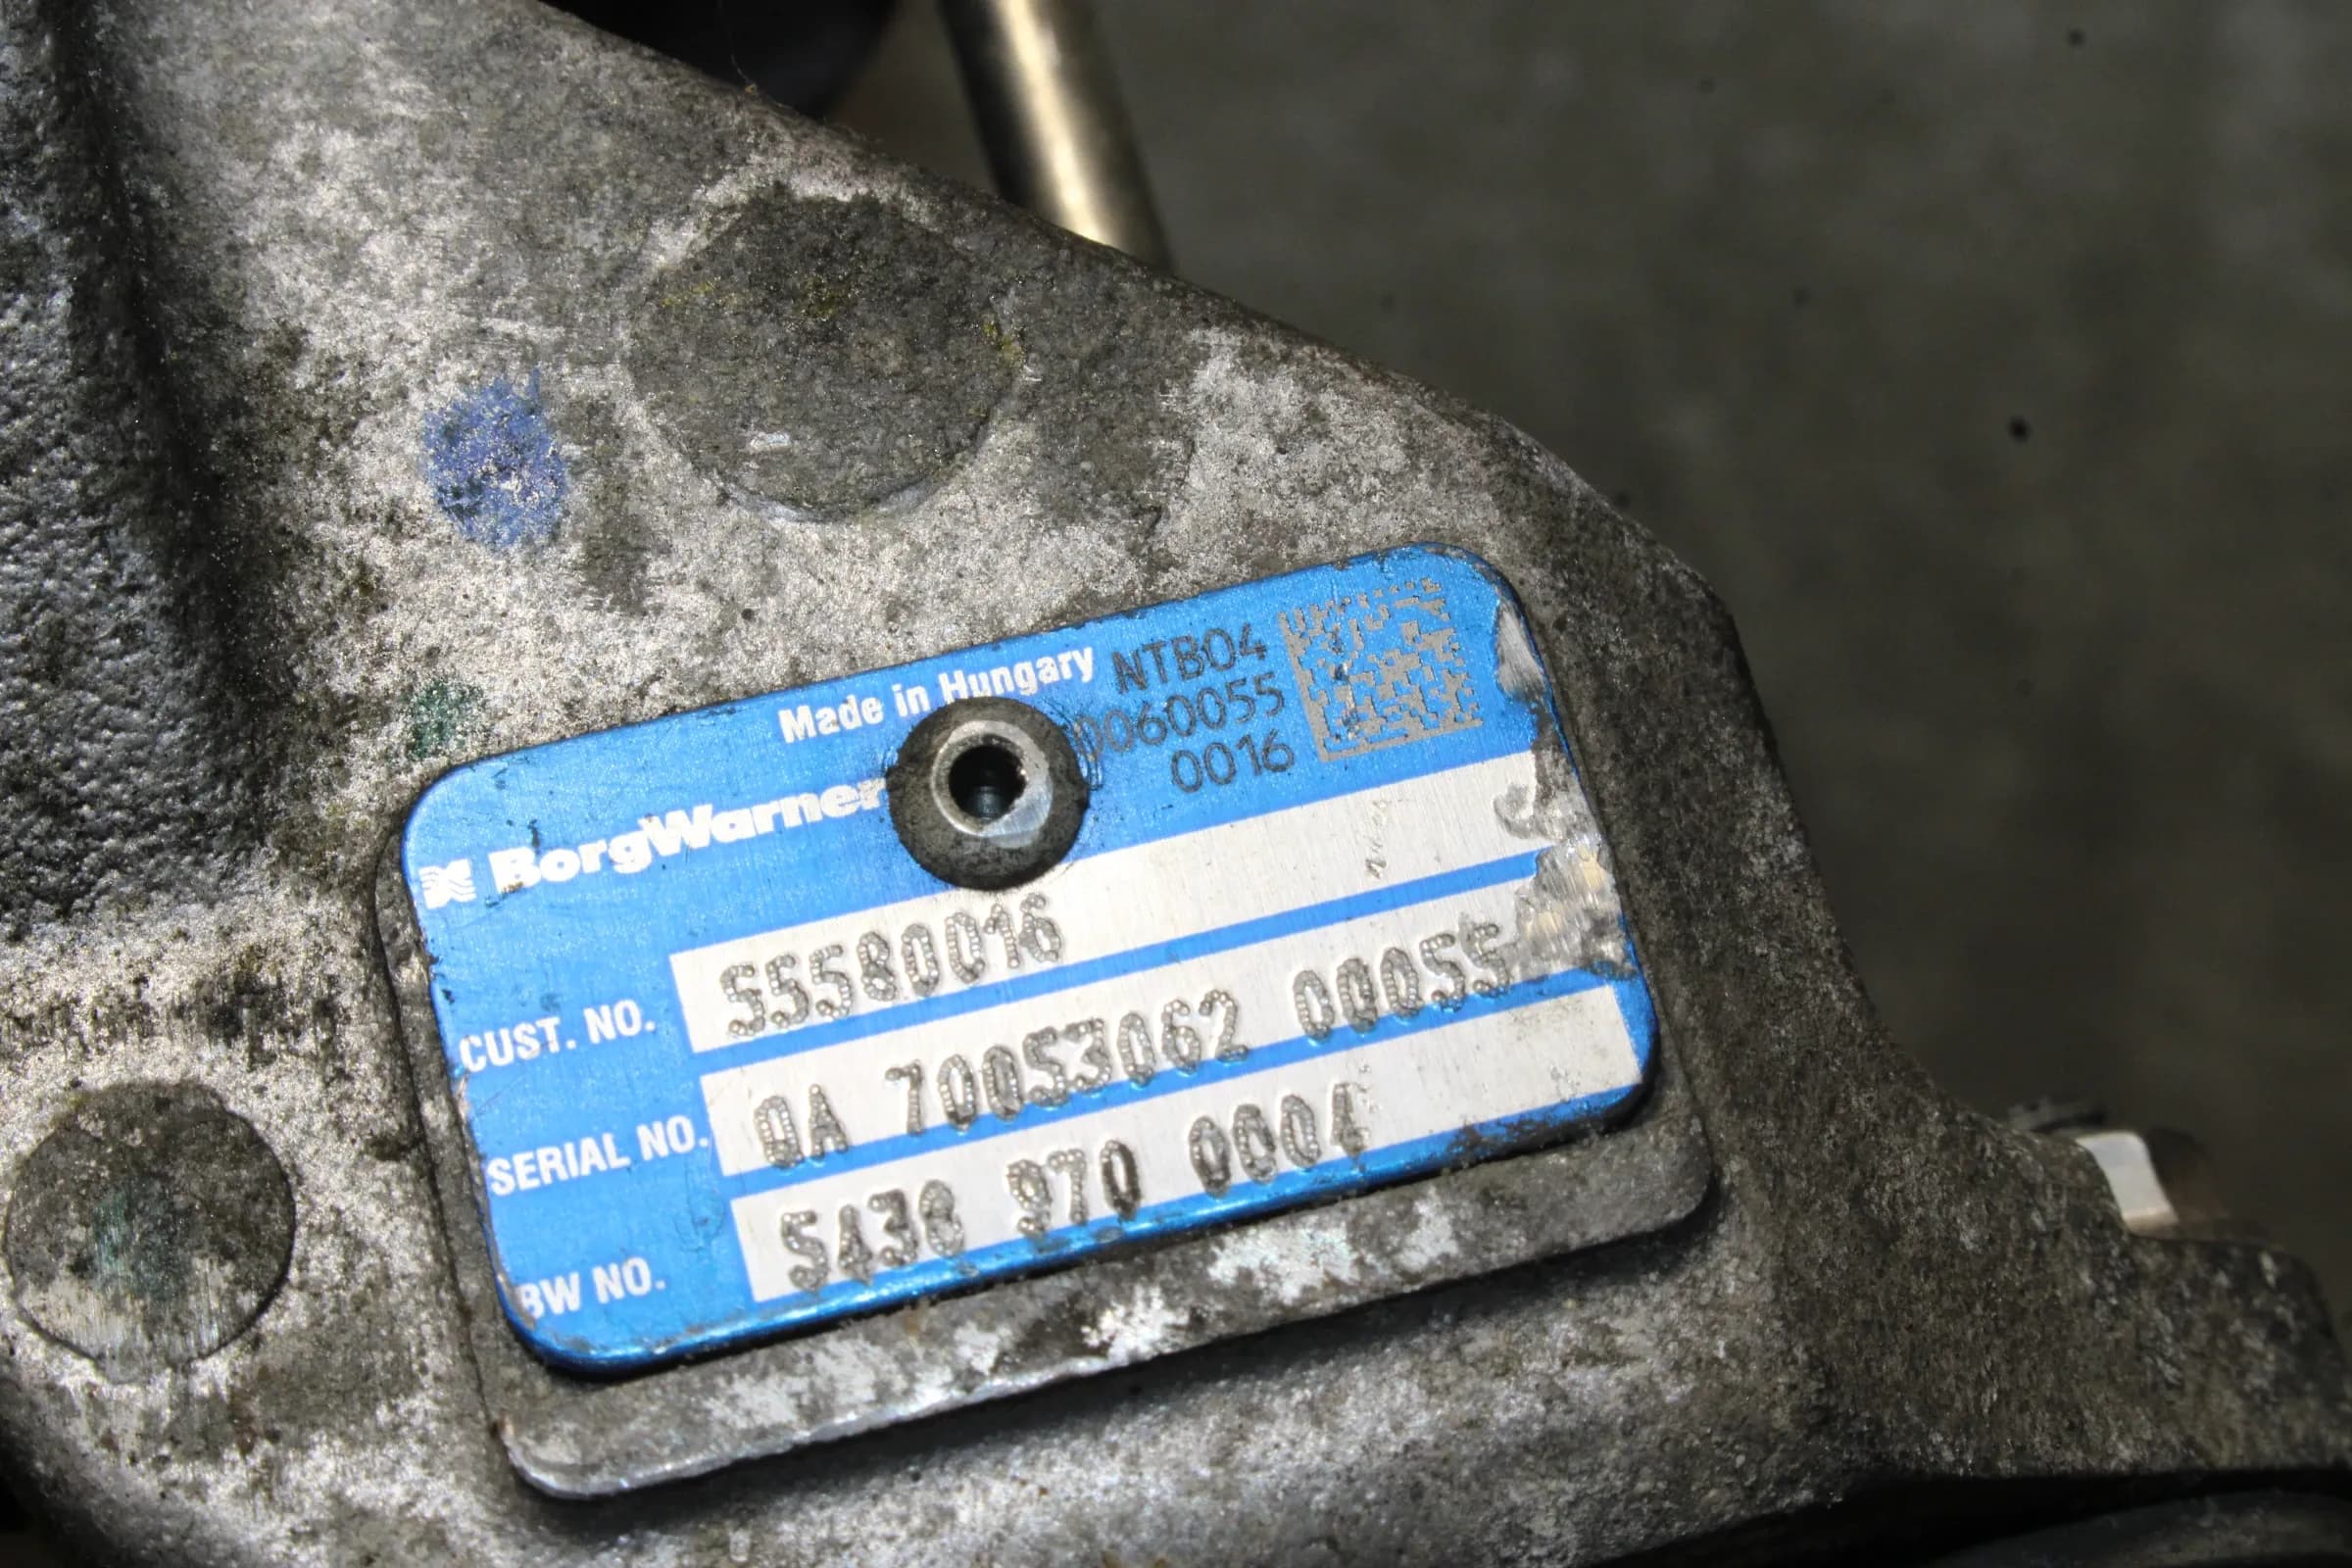 Made in Hungary
NTB04
0060055
0016
BorgWarner
CUST. NO. 55580016
SERIAL NO. QA 70053062 00055
BW NO. 5438 970 0004